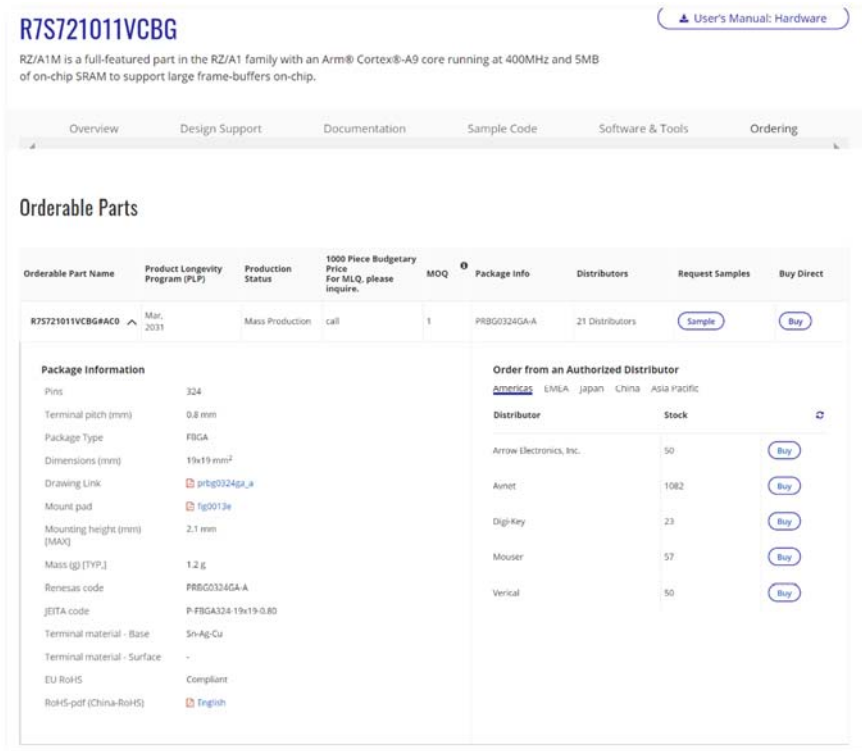 R7S721011VCBG
User's Manual: Hardware
RZ/A1M is a full-featured part in the RZ/A1 family with an Arm® Cortex®-A9 core running at 400MHz and 5MB
of on-chip SRAM to support large frame-buffers on-chip.
Overview Design Support Documentation Sample Code Software & Tools Ordering
Orderable Parts
Orderable Part Name
Product Longevity
Program (PLP)
Production
Status
1000 Piece Budgetary
Price
For MLQ, please
inquire.
MOQ
Package Info
Distributors
Request Samples
Buy Direct
R7S721011VCBG#AC0
Mar,
2031
Mass Production
call
1
PRBG0324GA-A
21 Distributors
Sample
Buy
Package Information
Pins 324
Terminal pitch (mm) 0.8 mm
Package Type FBGA
Dimensions (mm) 19x19 mm²
Drawing Link prbg0324ga_a
Mount pad fig0013e
Mounting height (mm) 2.1 mm
[MAX]
Mass (g) [TYP.] 1.2 g
Renesas code PRBG0324GA-A
JEITA code P-FBGA324-19x19-0.80
Terminal material - Base Sn-Ag-Cu
Terminal material - Surface -
EU RoHS Compliant
RoHS-pdf (China-RoHS) English
Order from an Authorized Distributor
Americas EMEA Japan China Asia Pacific
Distributor Stock
Arrow Electronics, Inc. 50 Buy
Avnet 1082 Buy
Digi-Key 23 Buy
Mouser 57 Buy
Verical 50 Buy